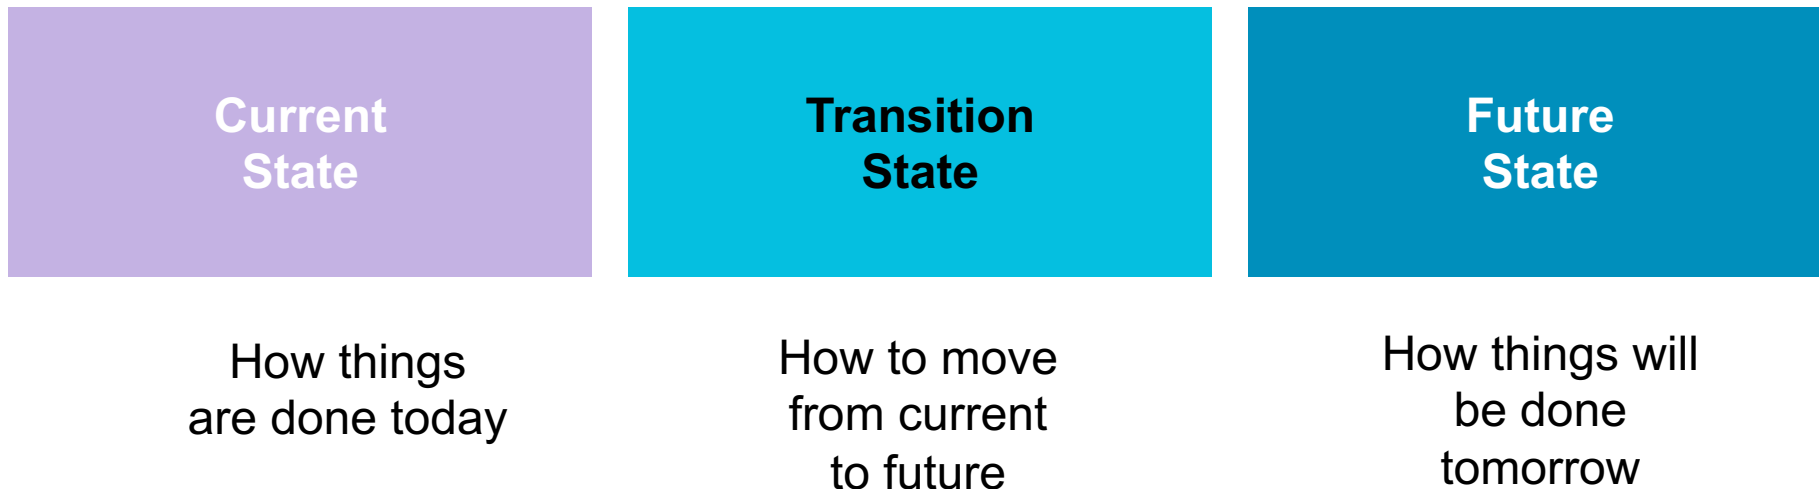 Current
State
Transition
State
Future
State
How things
are done today
How to move
from current
to future
How things will
be done
tomorrow